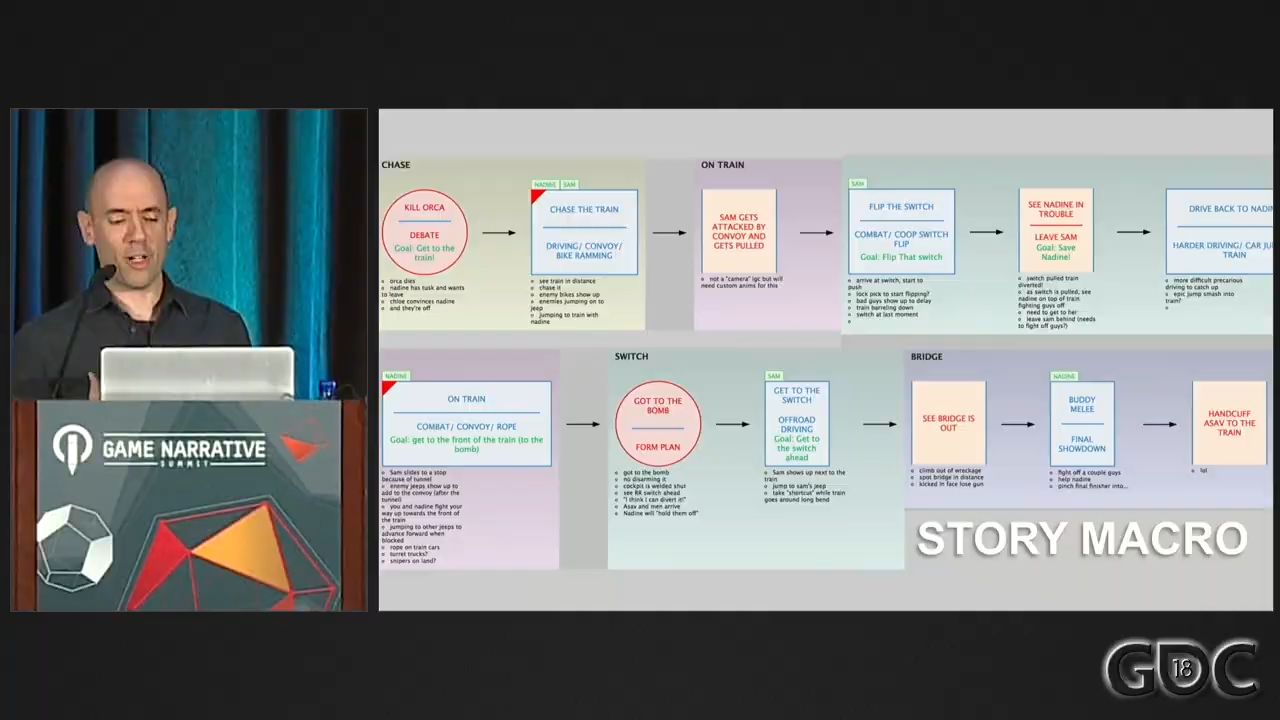 CHASE
KILL ORCA
DEBATE
Goal: Get to the
train!
orca dies
nadine has tusk and wants
to leave
chloe convinces nadine
and they're off
NADINE SAM
CHASE THE TRAIN
DRIVING/ CONVOY/
BIKE RAMMING
see train in distance
chase it
enemy bikes show up
enemies jumping on to
jeep
jumping to train with
nadine
ON TRAIN
SAM GETS
ATTACKED BY
CONVOY AND
GETS PULLED
not a "camera" igc but will
need custom anims for this
SAM
FLIP THE SWITCH
COMBAT/ COOP SWITCH
FLIP
Goal: Flip That switch
arrive at switch, start to
push
lock pick to start flipping?
bad guys show up to delay
train barreling down
switch at last moment
SEE NADINE IN
TROUBLE
LEAVE SAM
Goal: Save
Nadine!
switch pulled train
diverted!
as switch is pulled, see
nadine on top of train
fighting guys off
need to get to her
leave sam behind (needs
to fight off guys?)
DRIVE BACK TO NADIN
HARDER DRIVING/ CAR JU
TRAIN
more difficult precarious
driving to catch up
epic jump smash into
train?
NADINE
ON TRAIN
COMBAT/ CONVOY/ ROPE
Goal: get to the front of the train (to the
bomb)
Sam slides to a stop
because of tunnel
enemy jeeps show up to
add to the convoy (after the
tunnel)
you and nadine fight your
way up towards the front of
the train
jumping to other jeeps to
advance forward when
blocked
rope on train cars
turret trucks?
snipers on land?
SWITCH
GOT TO THE
BOMB
FORM PLAN
got to the bomb
no disarming it
cockpit is welded shut
see RR switch ahead
"I think I can divert it!"
Asav and men arrive
Nadine will "hold them off"
SAM
GET TO THE
SWITCH
OFFROAD
DRIVING
Goal: Get to
the switch
ahead
Sam shows up next to the
train
jump to sam's jeep
take "shortcut" while train
goes around long bend
BRIDGE
SEE BRIDGE IS
OUT
climb out of wreckage
spot bridge in distance
kicked in face lose gun
NADINE
BUDDY
MELEE
FINAL
SHOWDOWN
fight off a couple guys
help nadine
pinch final finisher into...
HANDCUFF
ASAV TO THE
TRAIN
lol
STORY MACRO
GAME NARRATIVE
SUMMIT
GDC
18